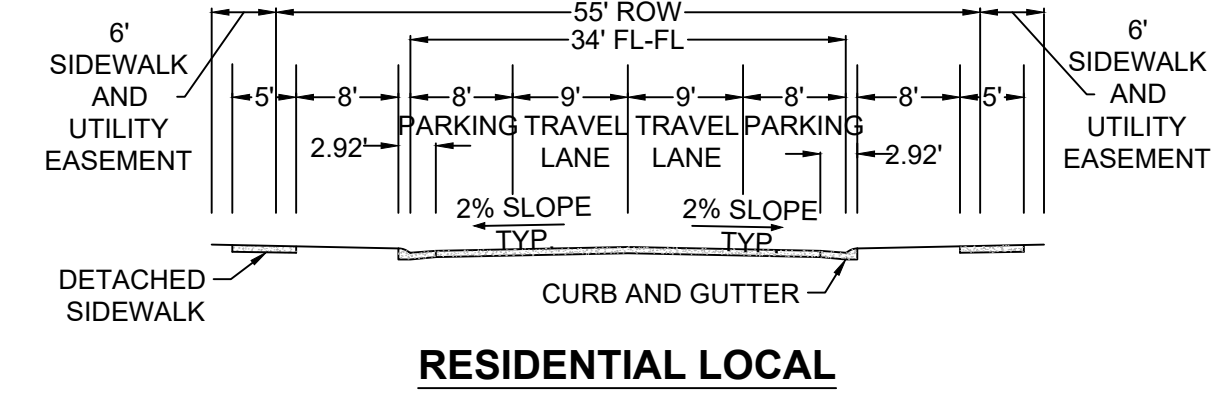 55' ROW
34' FL-FL
6'
SIDEWALK
AND
UTILITY
EASEMENT
6'
SIDEWALK
AND
UTILITY
EASEMENT
5' 8' 8' 9' 9' 8' 8' 5'
PARKING TRAVEL LANE TRAVEL LANE PARKING
2.92' 2.92'
2% SLOPE
TYP.
2% SLOPE
TYP.
DETACHED
SIDEWALK
CURB AND GUTTER
RESIDENTIAL LOCAL